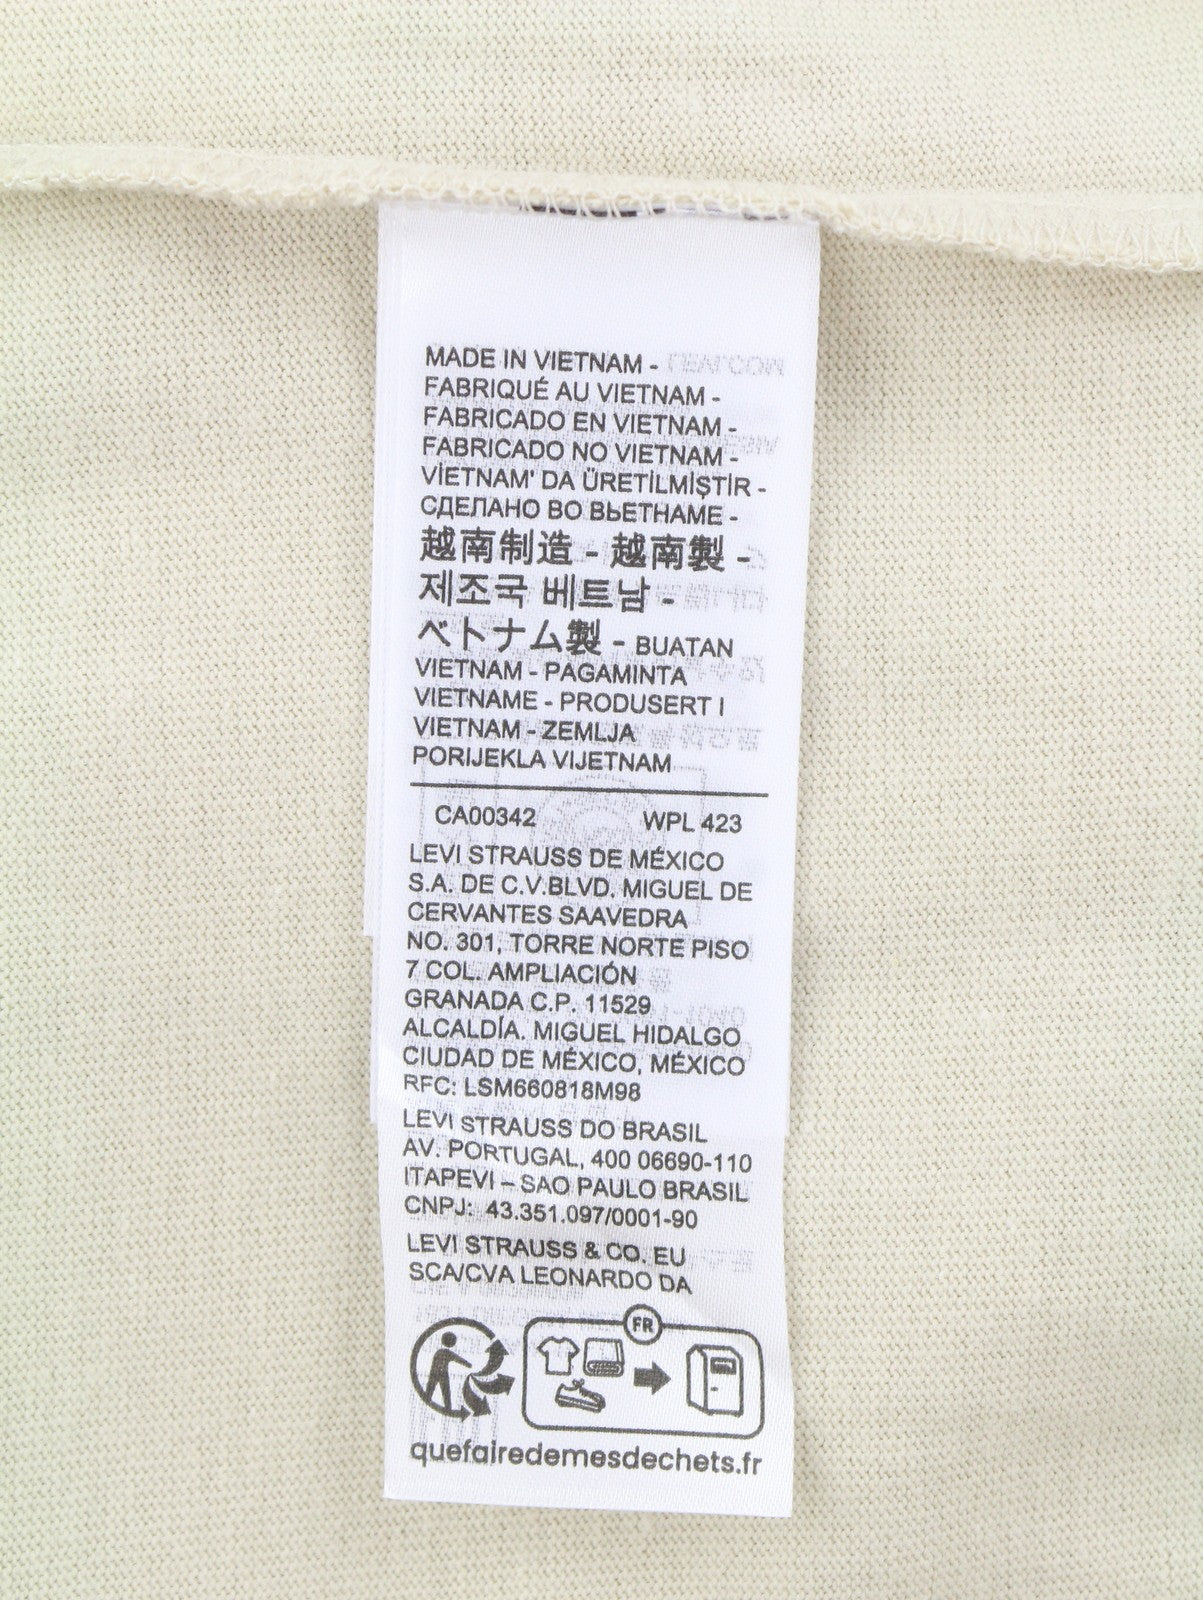 MADE IN VIETNAM -
FABRIQUÉ AU VIETNAM -
FABRICADO EN VIETNAM -
FABRICADO NO VIETNAM -
VİETNAM' DA ÜRETİLMİŞTİR -
СДЕЛАНО ВО ВЬЕТНАМЕ -
越南制造 - 越南製 -
제조국 베트남 -
ベトナム製 - BUATAN
VIETNAM - PAGAMINTA
VIETNAME - PRODUSERT I
VIETNAM - ZEMLJA
PORIJEKLA VIJETNAM
CA00342 WPL 423
LEVI STRAUSS DE MÉXICO
S.A. DE C.V.BLVD. MIGUEL DE
CERVANTES SAAVEDRA
NO. 301, TORRE NORTE PISO
7 COL. AMPLIACIÓN
GRANADA C.P. 11529
ALCALDÍA. MIGUEL HIDALGO
CIUDAD DE MÉXICO, MÉXICO
RFC: LSM660818M98
LEVI STRAUSS DO BRASIL
AV. PORTUGAL, 400 06690-110
ITAPEVI – SAO PAULO BRASIL
CNPJ: 43.351.097/0001-90
LEVI STRAUSS & CO. EU
SCA/CVA LEONARDO DA
FR
quefairedemesdechets.fr